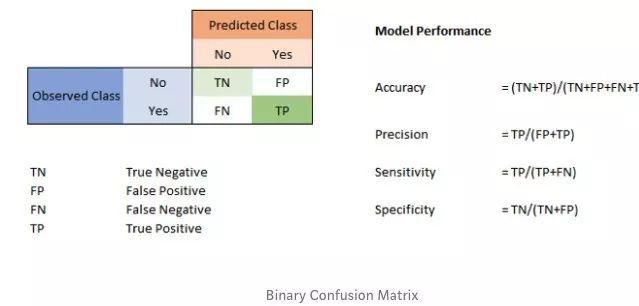 Predicted Class
No Yes
Observed Class
No TN FP
Yes FN TP
TN True Negative
FP False Positive
FN False Negative
TP True Positive
Model Performance
Accuracy = (TN+TP)/(TN+FP+FN+T
Precision = TP/(FP+TP)
Sensitivity = TP/(TP+FN)
Specificity = TN/(TN+FP)
Binary Confusion Matrix